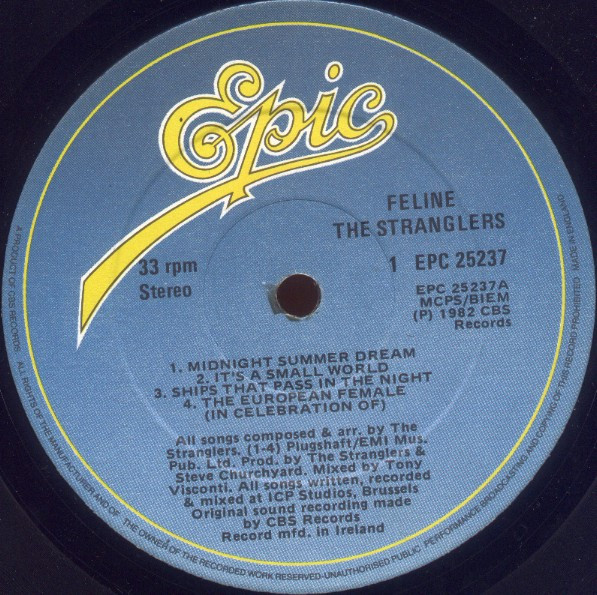 Epic
FELINE
THE STRANGLERS
33 rpm
Stereo
1 EPC 25237
EPC 25237A
MCPS/BIEM
(P) 1982 CBS
Records
1. MIDNIGHT SUMMER DREAM
2. IT'S A SMALL WORLD
3. SHIPS THAT PASS IN THE NIGHT
4. THE EUROPEAN FEMALE
(IN CELEBRATION OF)
All songs composed & arr. by The
Stranglers. (1-4) Plugshaft/EMI Mus.
Pub. Ltd. Prod. by The Stranglers &
Steve Churchyard. Mixed by Tony
Visconti. All songs written, recorded
& mixed at ICP Studios, Brussels
Original sound recording made
by CBS Records
Record mfd. in Ireland
A PRODUCT OF CBS RECORDS. ALL RIGHTS OF THE MANUFACTURER AND OF THE OWNER OF THE RECORDED WORK RESERVED-UNAUTHORISED PUBLIC PERFORMANCE BROADCASTING AND COPYING OF THIS RECORD PROHIBITED MADE IN ENGLAND